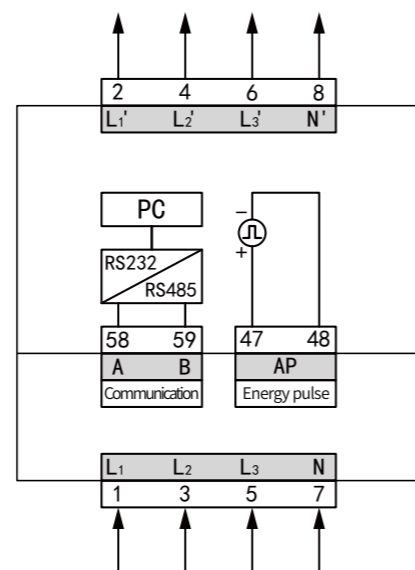 2 4 6 8
L1' L2' L3' N'
PC
RS232
RS485
−
+
58 59 47 48
A B AP
Communication Energy pulse
L1 L2 L3 N
1 3 5 7